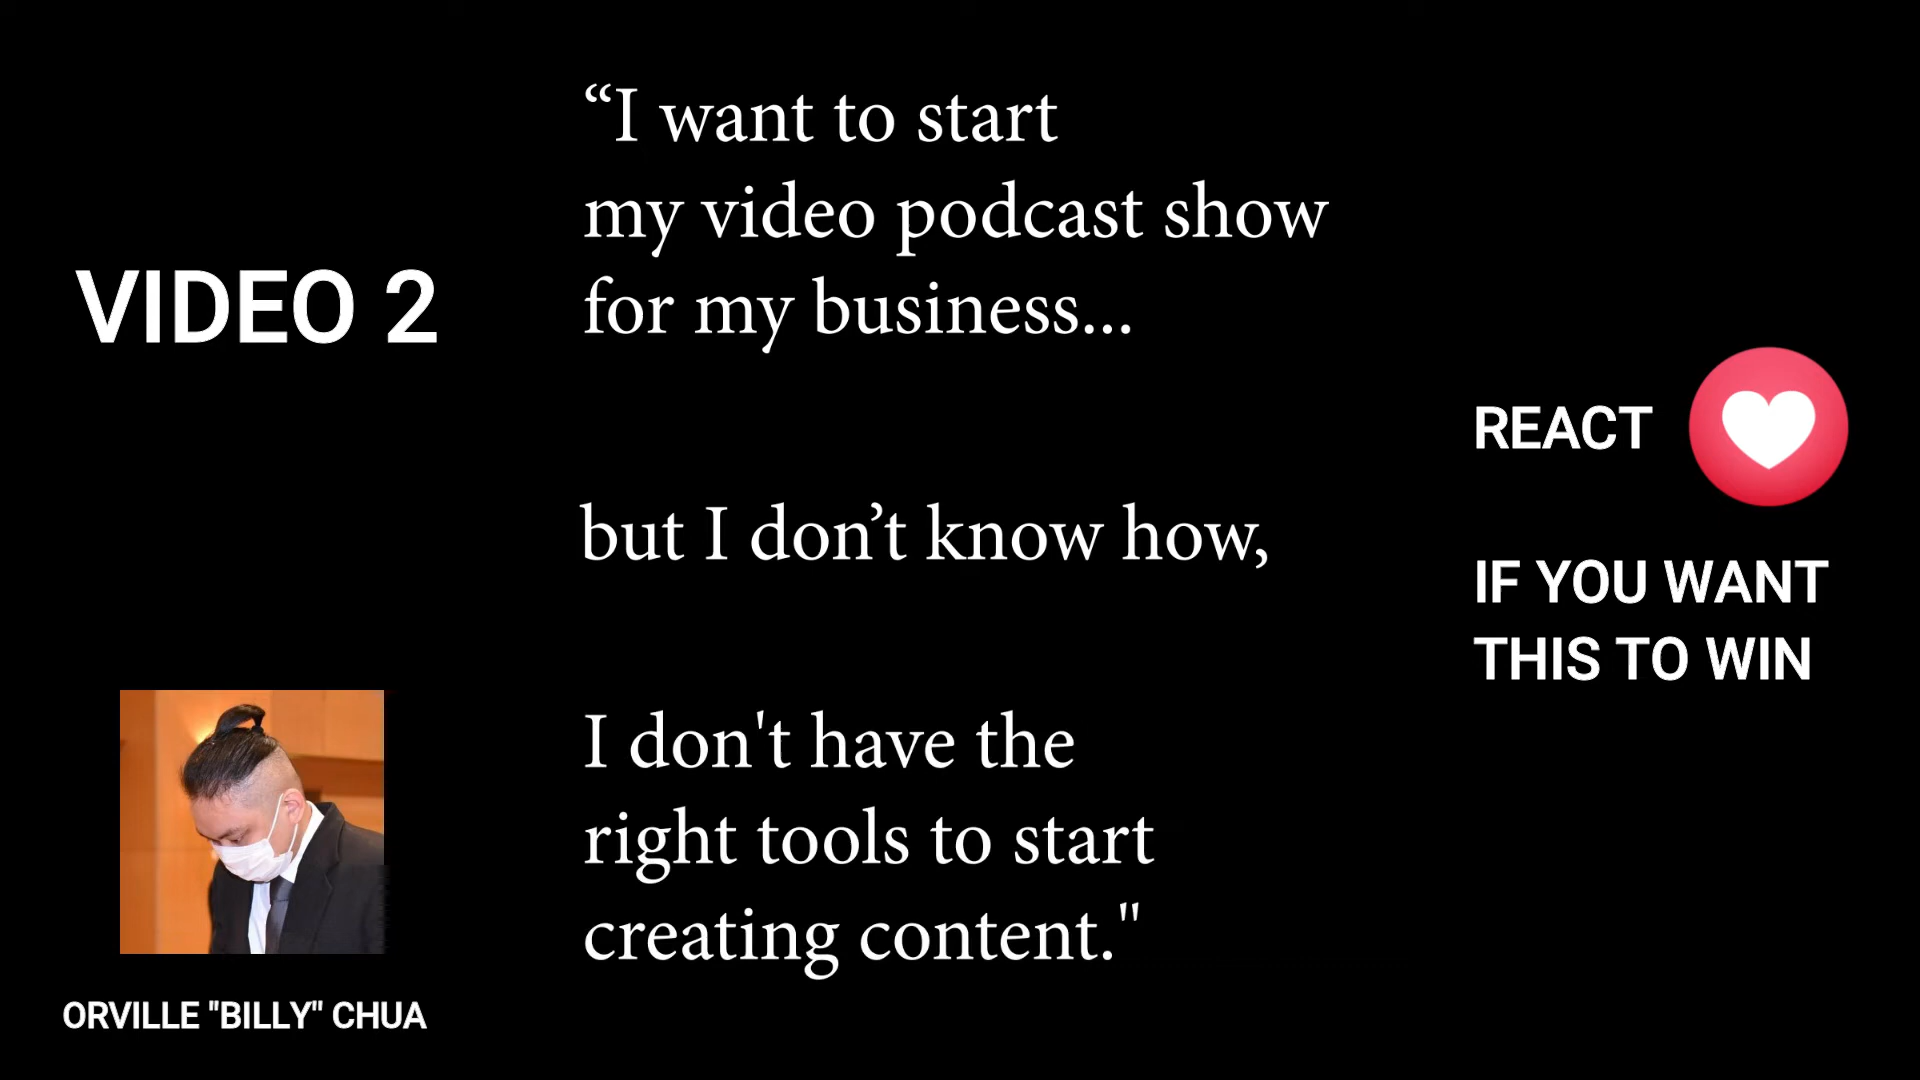 VIDEO 2
“I want to start
my video podcast show
for my business...
but I don’t know how,
I don't have the
right tools to start
creating content."
REACT
IF YOU WANT
THIS TO WIN
ORVILLE "BILLY" CHUA